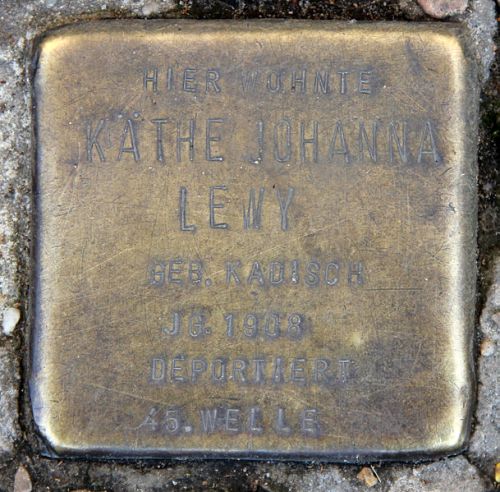 HIER WOHNTE
KÄTHE JOHANNA
LEWY
GEB. KADISCH
JG. 1908
DEPORTIERT
45. WELLE